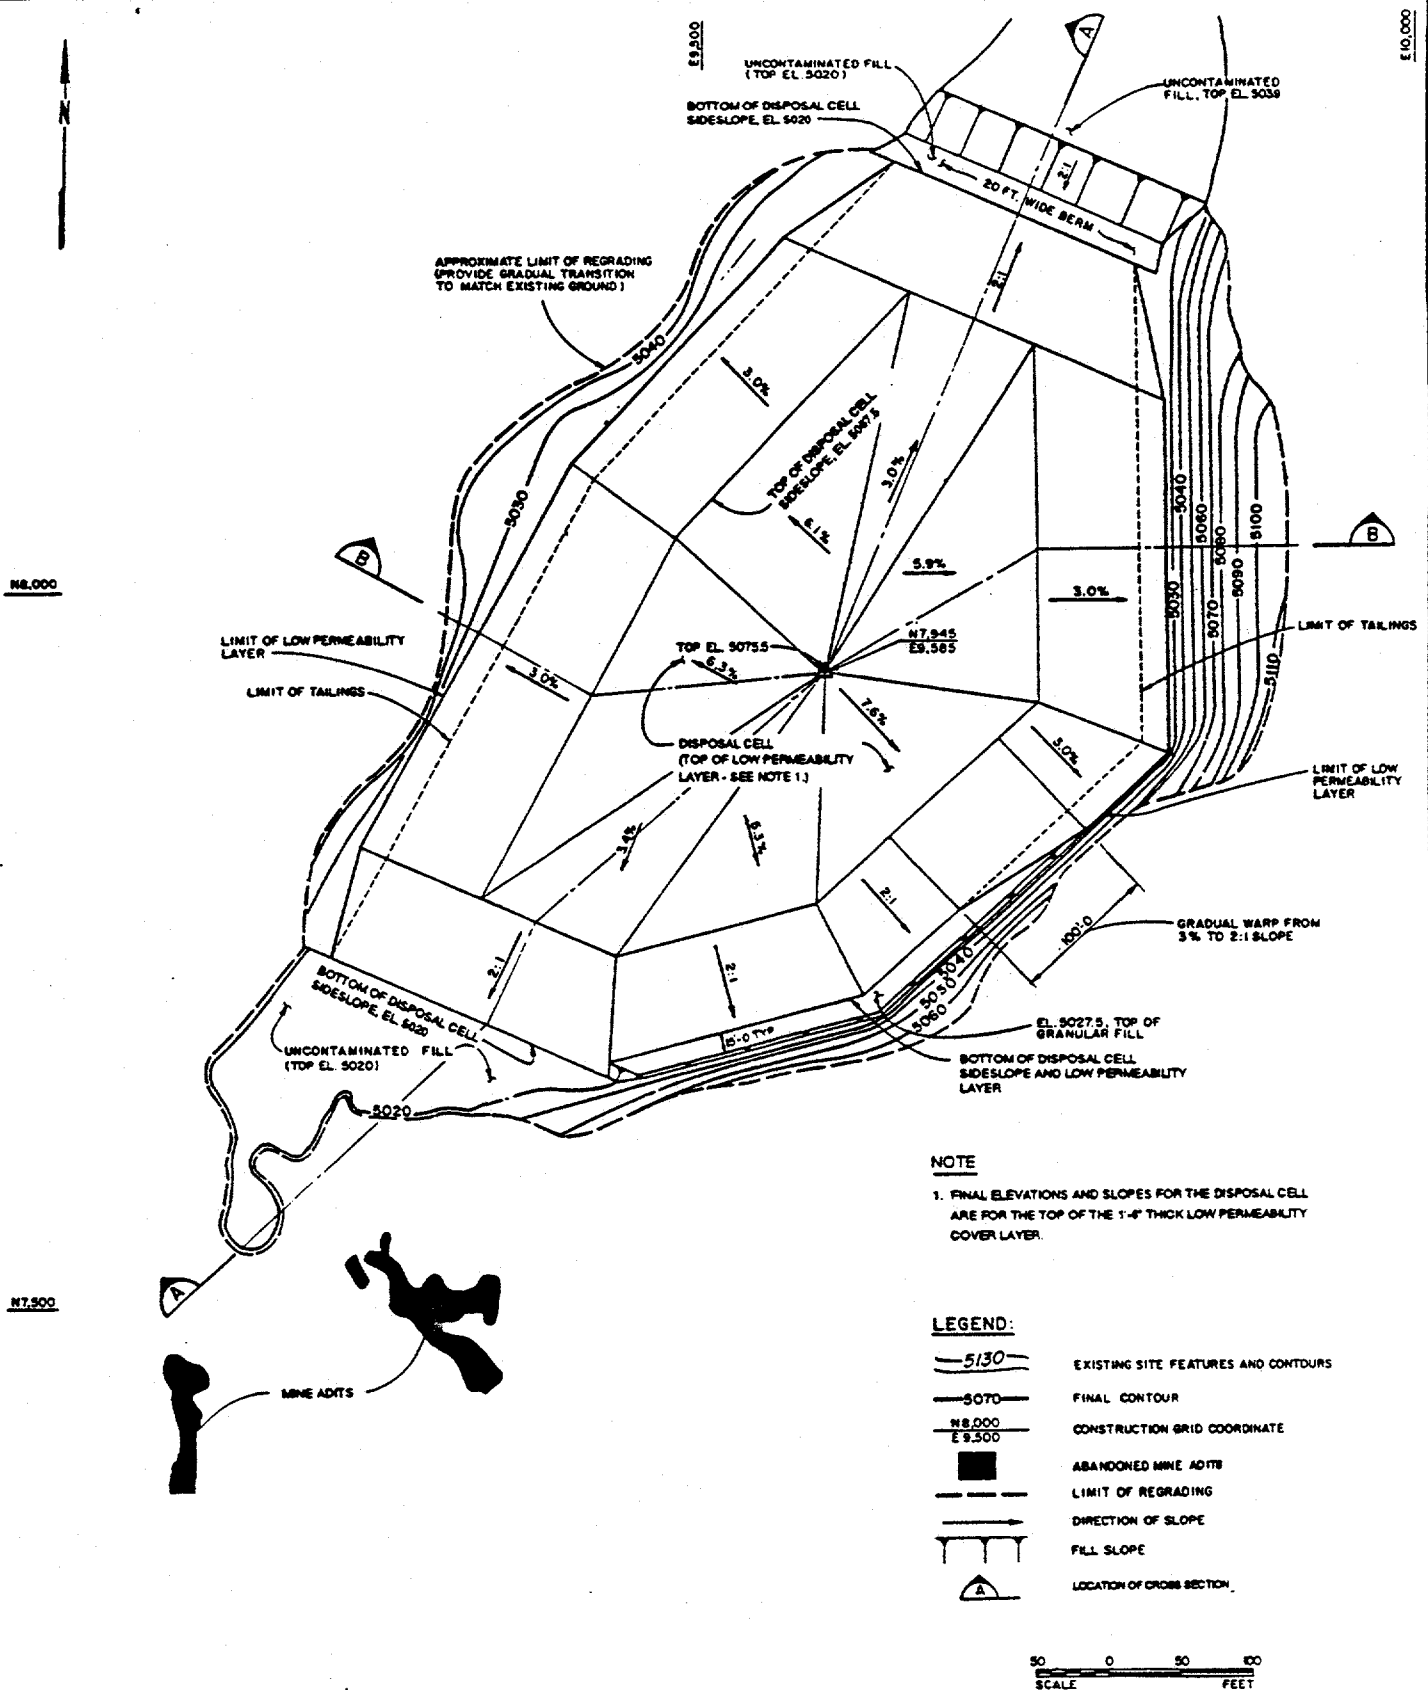 E9,500
E10,000
A
N
UNCONTAMINATED FILL
(TOP EL. 5020)
BOTTOM OF DISPOSAL CELL
SIDESLOPE, EL. 5020
UNCONTAMINATED
FILL, TOP EL. 5039
2:1
20 FT. WIDE BERM
2:1
APPROXIMATE LIMIT OF REGRADING
(PROVIDE GRADUAL TRANSITION
TO MATCH EXISTING GROUND)
5040
3.0%
TOP OF DISPOSAL CELL
SIDESLOPE, EL. 5067.5
3.0%
6.1%
5030
5040
5060
5080
5100
B
B
5.9%
3.0%
5030
5070
5090
5110
N8,000
LIMIT OF LOW PERMEABILITY
LAYER
LIMIT OF TAILINGS
TOP EL. 5075.5
N7,945
E9,585
LIMIT OF TAILINGS
6.3%
3.0%
7.6%
DISPOSAL CELL
(TOP OF LOW PERMEABILITY
LAYER - SEE NOTE 1.)
3.0%
LIMIT OF LOW
PERMEABILITY
LAYER
3.4%
5.3%
2:1
100'-0
GRADUAL WARP FROM
3% TO 2:1 SLOPE
2:1
2:1
BOTTOM OF DISPOSAL CELL
SIDESLOPE, EL. 5020
5040
5050
5060
15'-0 TYP
UNCONTAMINATED FILL
(TOP EL. 5020)
EL. 5027.5, TOP OF
GRANULAR FILL
BOTTOM OF DISPOSAL CELL
SIDESLOPE AND LOW PERMEABILITY
LAYER
5020
NOTE
1. FINAL ELEVATIONS AND SLOPES FOR THE DISPOSAL CELL
ARE FOR THE TOP OF THE 1'-6" THICK LOW PERMEABILITY
COVER LAYER.
A
N7,500
MINE ADITS
LEGEND:
5130
EXISTING SITE FEATURES AND CONTOURS
5070
FINAL CONTOUR
N8,000
E9,500
CONSTRUCTION GRID COORDINATE
ABANDONED MINE ADITS
LIMIT OF REGRADING
DIRECTION OF SLOPE
FILL SLOPE
A
LOCATION OF CROSS SECTION
50 0 50 100
SCALE FEET